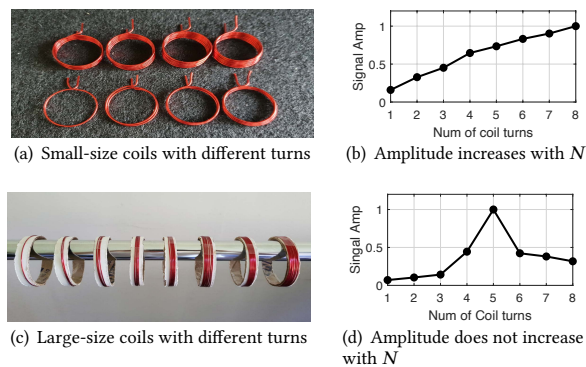 1
0.5
0
Signal Amp
1 2 3 4 5 6 7 8
Num of coil turns
(a) Small-size coils with different turns
(b) Amplitude increases with N
1
0.5
0
Singal Amp
1 2 3 4 5 6 7 8
Num of Coil turns
(c) Large-size coils with different turns
(d) Amplitude does not increase
with N